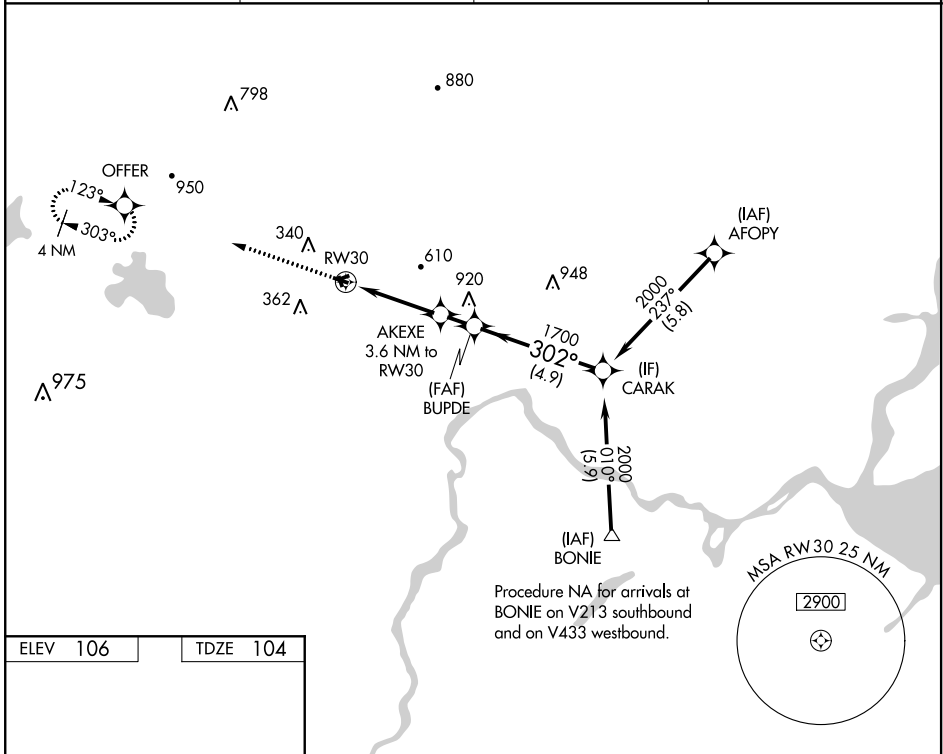 880
798
OFFER
950
123°
303°
4 NM
340
RW30
610
920
948
362
(IAF)
AFOPY
2000
237°
(5.8)
AKEXE
3.6 NM to
RW30
1700
302°
(4.9)
(IF)
CARAK
(FAF)
BUPDE
975
2000
010°
(5.9)
(IAF)
BONIE
Procedure NA for arrivals at
BONIE on V213 southbound
and on V433 westbound.
MSA RW30 25 NM
2900
ELEV 106
TDZE 104